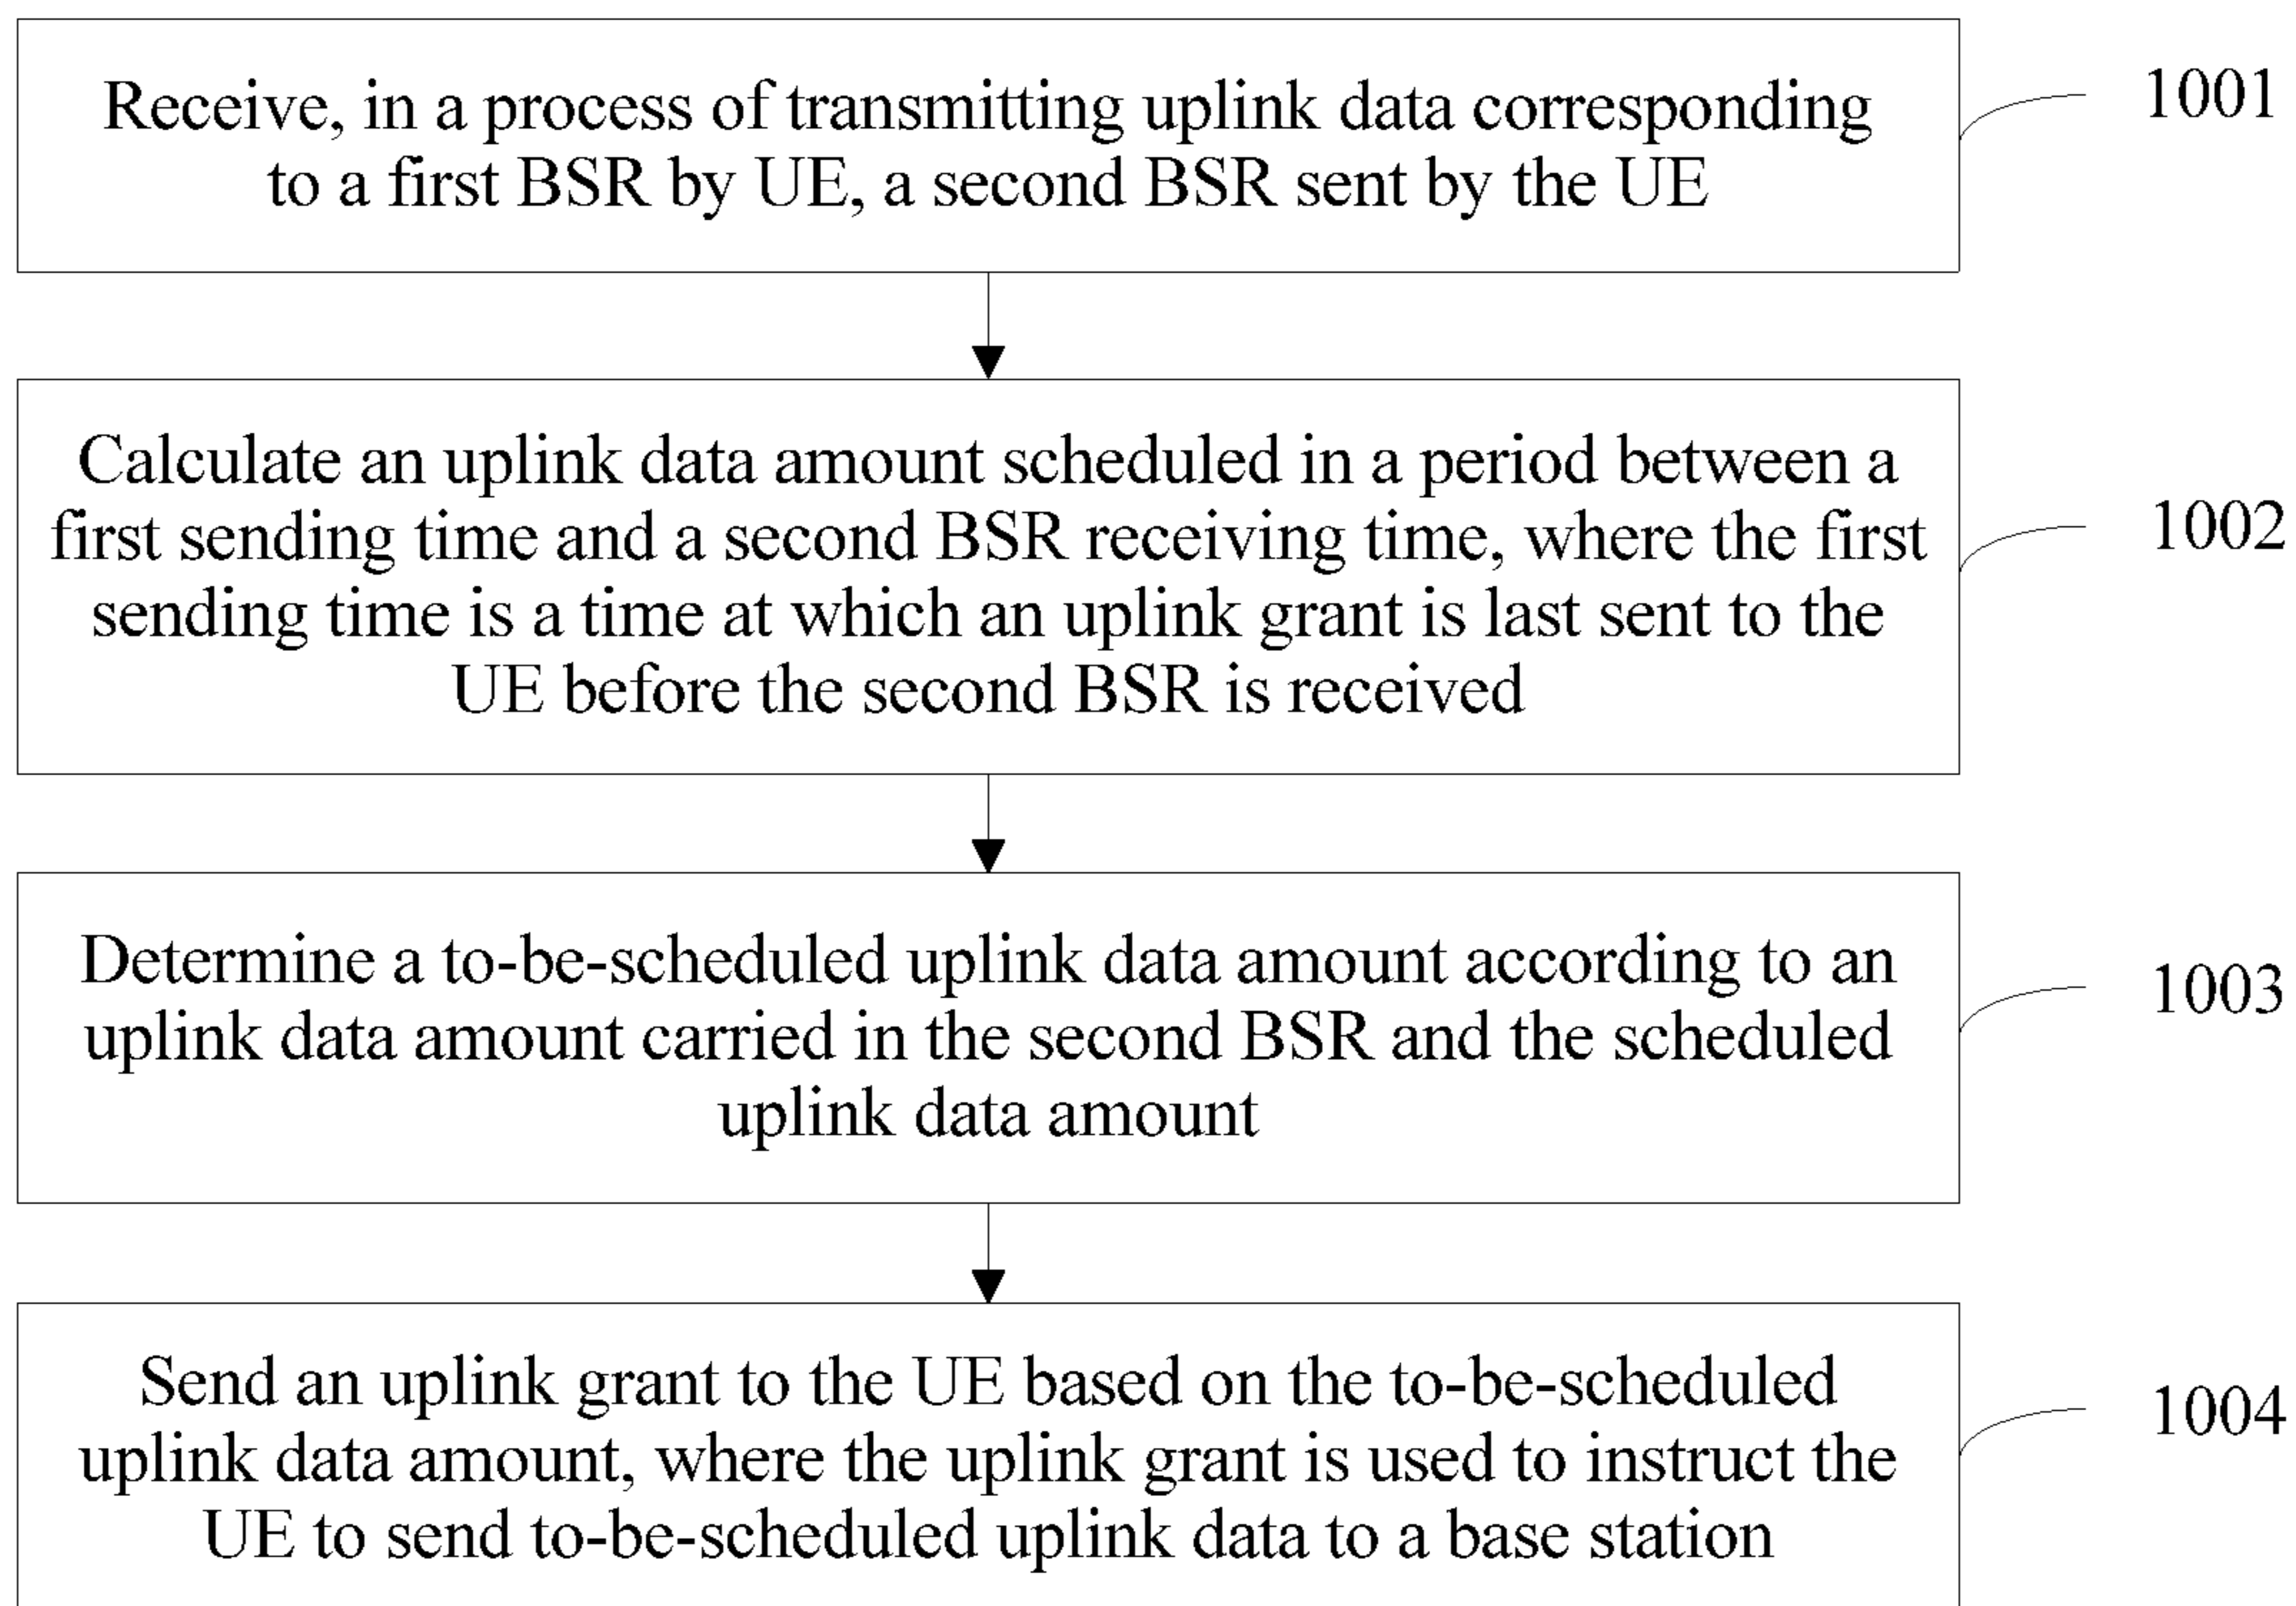 Receive, in a process of transmitting uplink data corresponding
to a first BSR by UE, a second BSR sent by the UE
1001
Calculate an uplink data amount scheduled in a period between a
first sending time and a second BSR receiving time, where the first
sending time is a time at which an uplink grant is last sent to the
UE before the second BSR is received
1002
Determine a to-be-scheduled uplink data amount according to an
uplink data amount carried in the second BSR and the scheduled
uplink data amount
1003
Send an uplink grant to the UE based on the to-be-scheduled
uplink data amount, where the uplink grant is used to instruct the
UE to send to-be-scheduled uplink data to a base station
1004